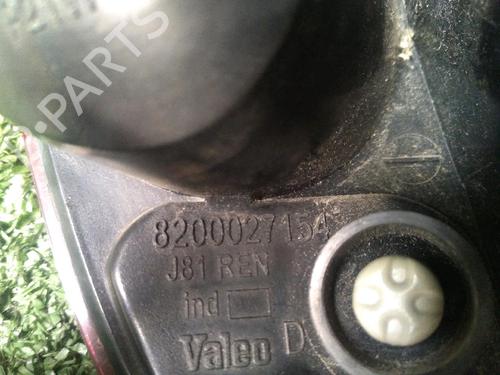 PARTS
8200027154
J81 REN
ind
Valeo D